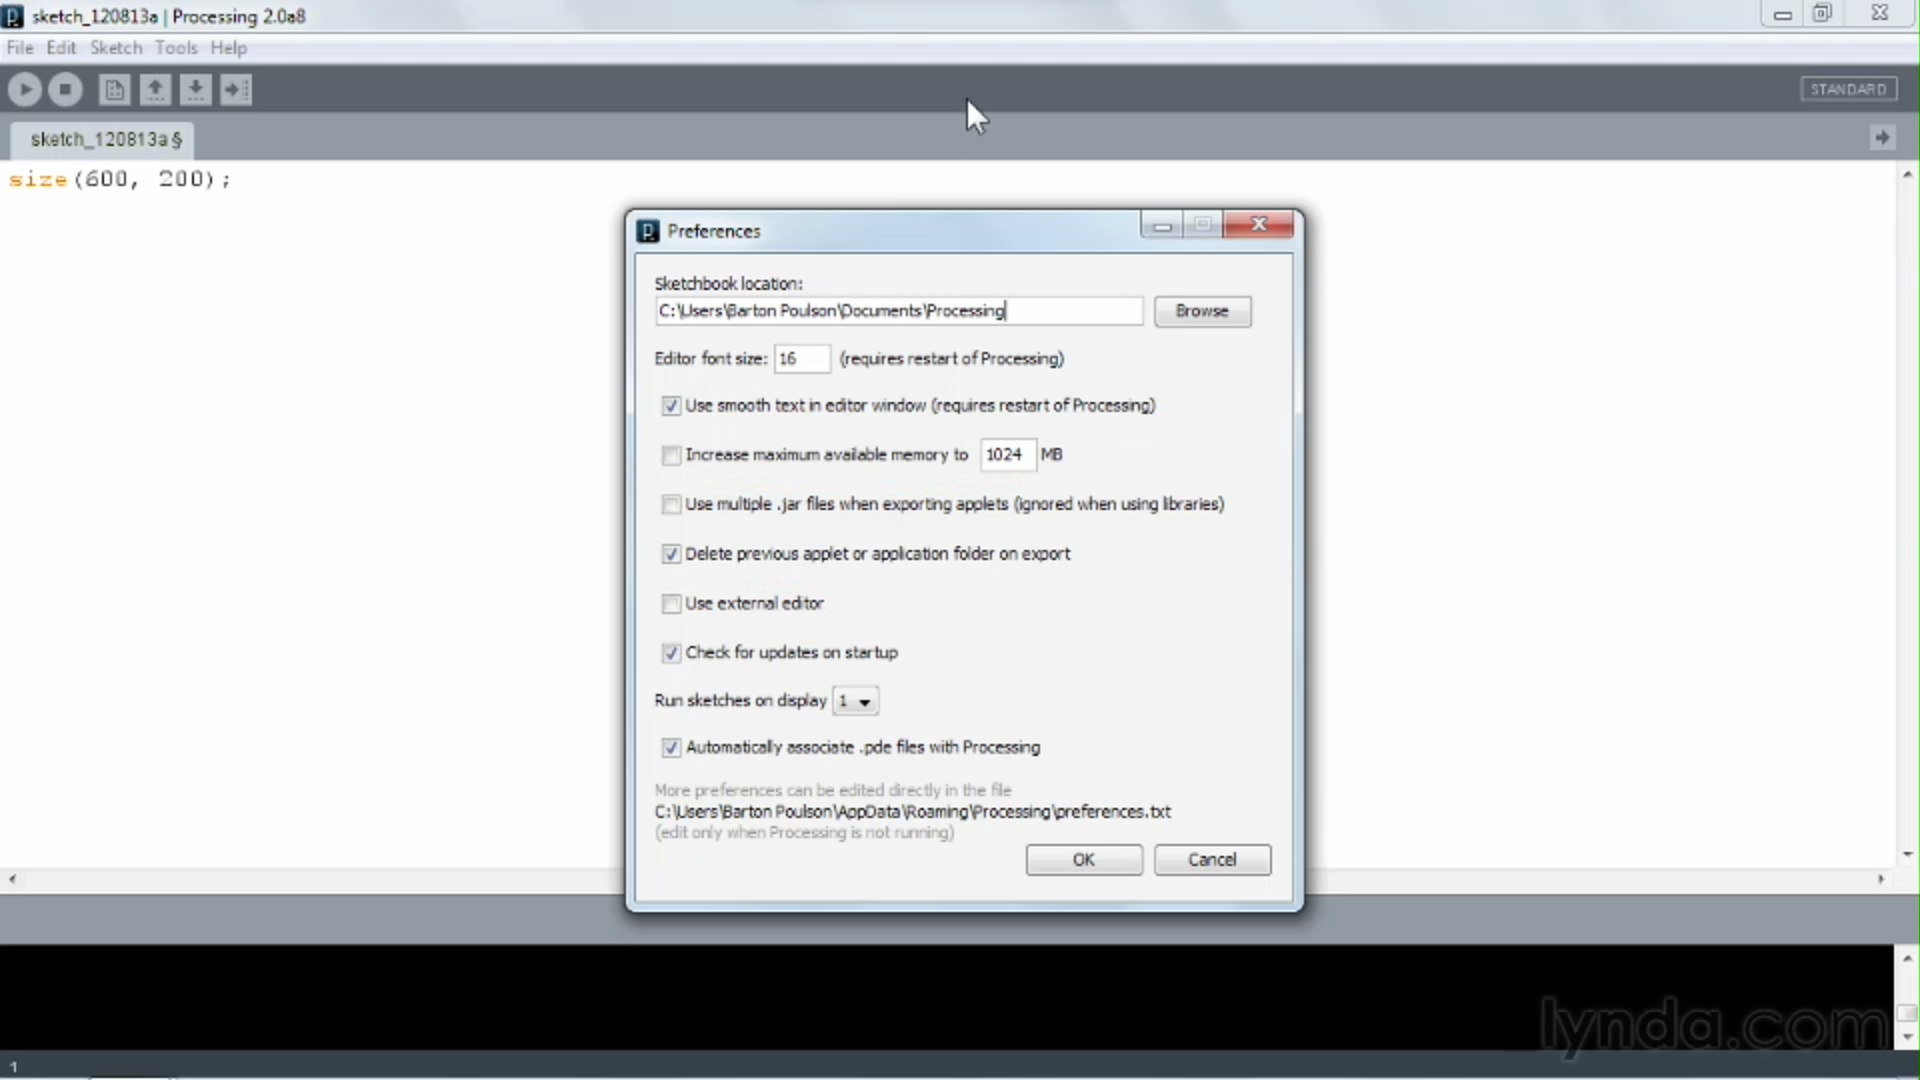 sketch_120813a | Processing 2.0a8
File Edit Sketch Tools Help
STANDARD
sketch_120813a §
size(600, 200);
Preferences
Sketchbook location:
C:\Users\Barton Poulson\Documents\Processing
Browse
Editor font size: 16 (requires restart of Processing)
Use smooth text in editor window (requires restart of Processing)
Increase maximum available memory to 1024 MB
Use multiple .jar files when exporting applets (ignored when using libraries)
Delete previous applet or application folder on export
Use external editor
Check for updates on startup
Run sketches on display 1
Automatically associate .pde files with Processing
More preferences can be edited directly in the file
C:\Users\Barton Poulson\AppData\Roaming\Processing\preferences.txt
(edit only when Processing is not running)
OK Cancel
lynda.com
1